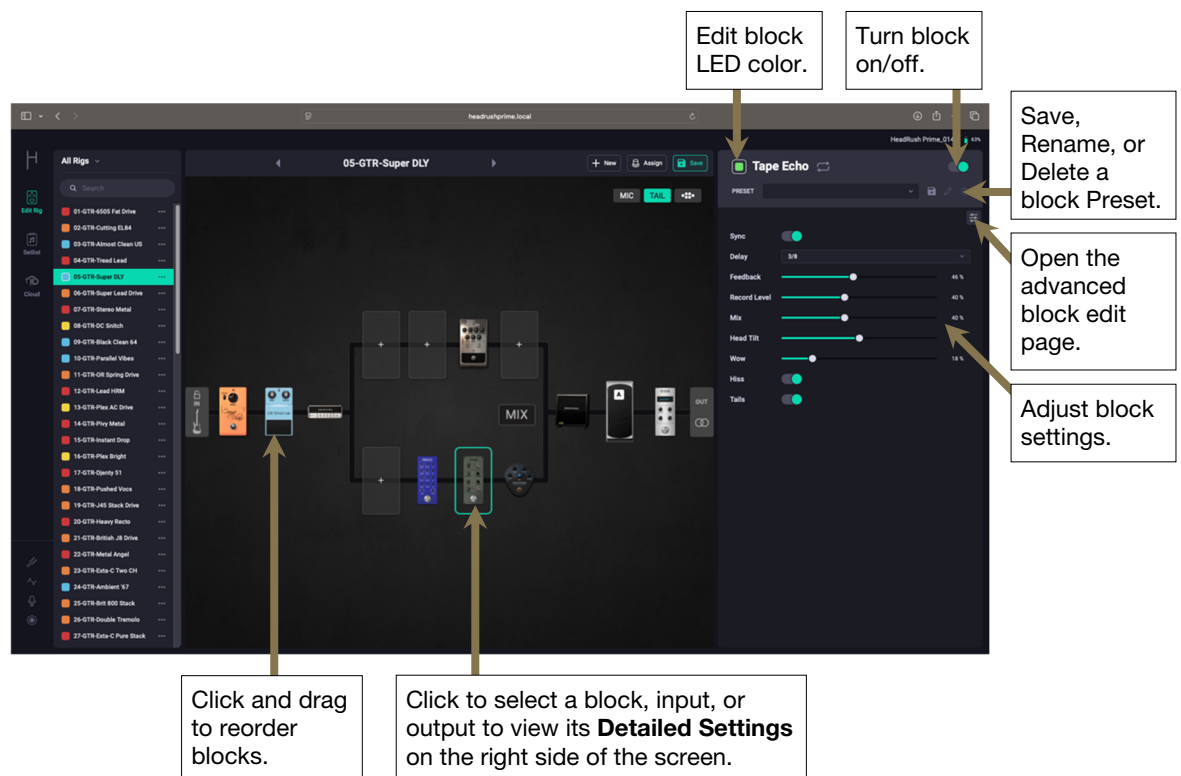 Edit block
LED color.
Turn block
on/off.
Save,
Rename, or
Delete a
block Preset.
Open the
advanced
block edit
page.
Adjust block
settings.
Click and drag
to reorder
blocks.
Click to select a block, input, or
output to view its Detailed Settings
on the right side of the screen.
headrushprime.local
HeadRush Prime_014
63%
Edit Rig
Setlist
Cloud
All Rigs
Search
01-GTR-6505 Fat Drive
02-GTR-Cutting EL84
03-GTR-Almost Clean US
04-GTR-Tread Lead
05-GTR-Super DLY
06-GTR-Super Lead Drive
07-GTR-Stereo Metal
08-GTR-DC Snitch
09-GTR-Black Clean 64
10-GTR-Parallel Vibes
11-GTR-OR Spring Drive
12-GTR-Lead HRM
13-GTR-Plex AC Drive
14-GTR-Pivy Metal
15-GTR-Instant Drop
16-GTR-Plex Bright
17-GTR-Djenty 51
18-GTR-Pushed Vocs
19-GTR-J45 Stack Drive
20-GTR-Heavy Recto
21-GTR-British J8 Drive
22-GTR-Metal Angel
23-GTR-Exta-C Two CH
24-GTR-Ambient '67
25-GTR-Brit 800 Stack
26-GTR-Double Tremolo
27-GTR-Exta-C Pure Stack
05-GTR-Super DLY
New
Assign
Save
MIC
TAIL
IN
MIX
A
OUT
Tape Echo
PRESET
Sync
Delay 3/8
Feedback 46 %
Record Level 40 %
Mix 40 %
Head Tilt
Wow 18 %
Hiss
Tails